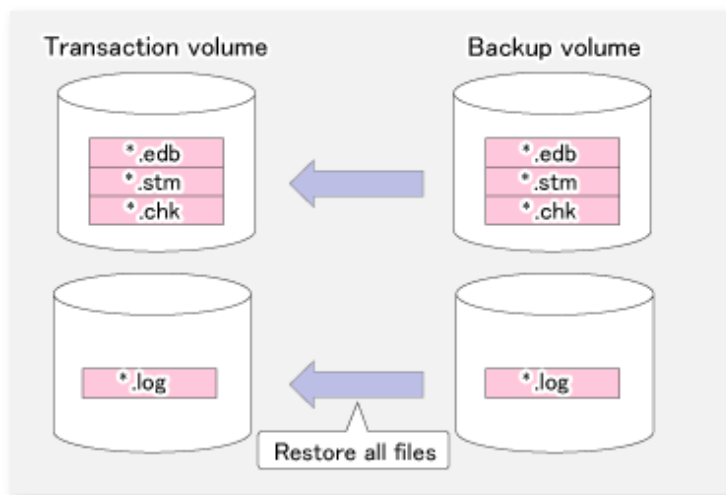 Transaction volume
Backup volume
*.edb
*.stm
*.chk
*.edb
*.stm
*.chk
*.log
*.log
Restore all files